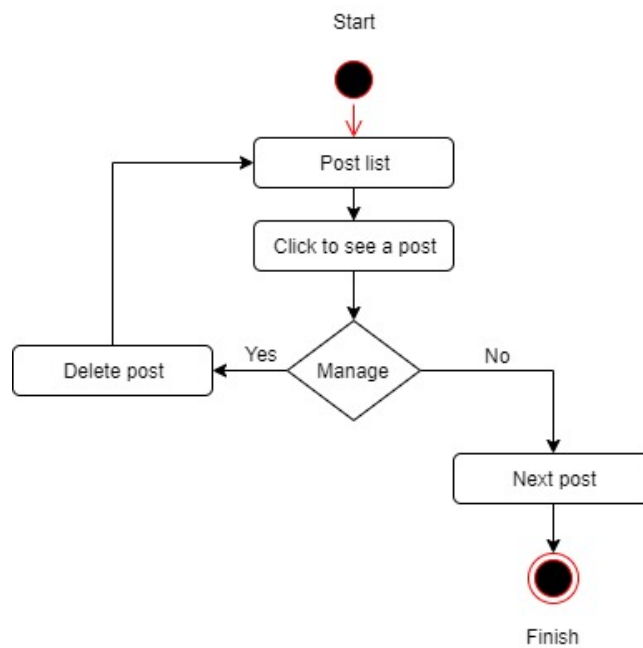 Start
Post list
Click to see a post
Yes
Manage
No
Delete post
Next post
Finish